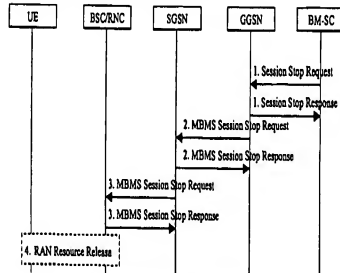 UE BSC/RNC SGSN GGSN BM-SC
1. Session Stop Request
1. Session Stop Response
2. MBMS Session Stop Request
2. MBMS Session Stop Response
3. MBMS Session Stop Request
3. MBMS Session Stop Response
4. RAN Resource Releasa